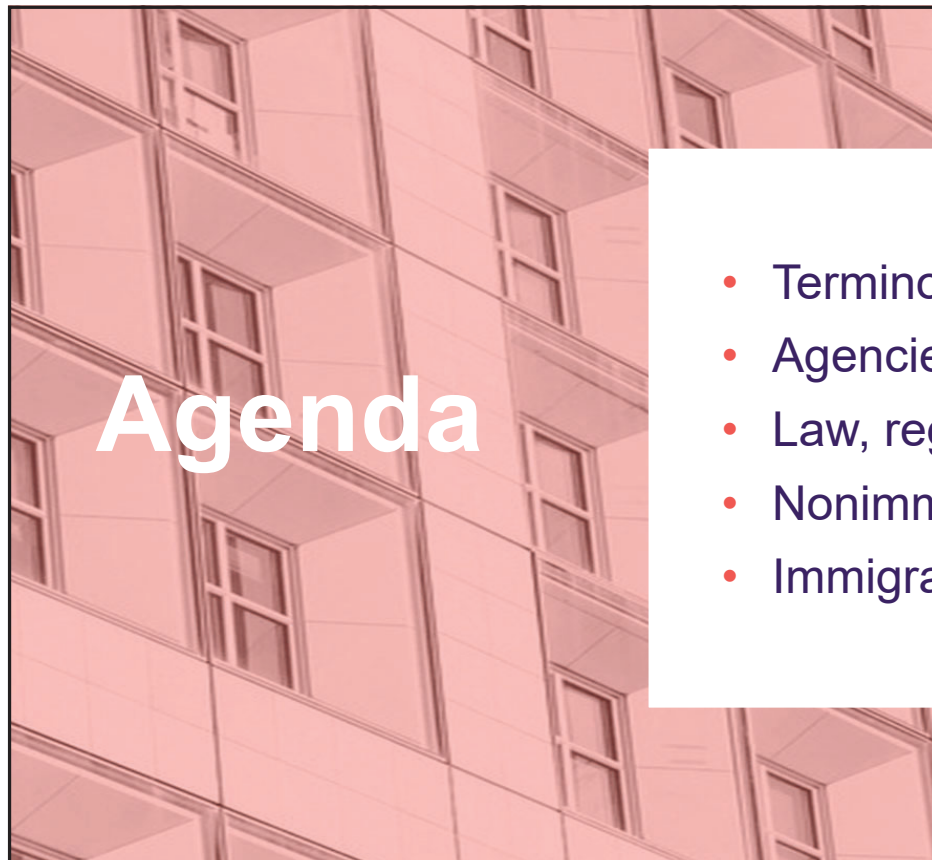 Agenda
• Termino
• Agencie
• Law, reg
• Nonimm
• Immigra